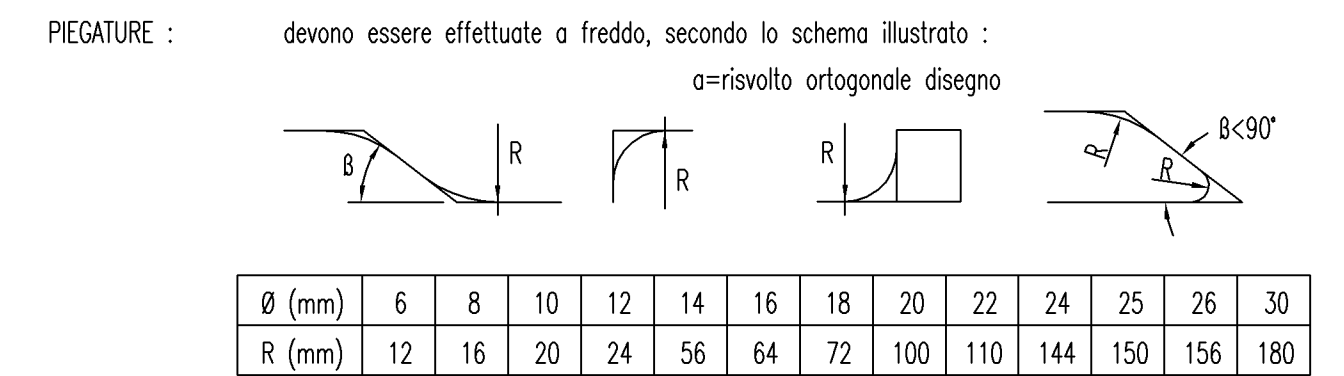 PIEGATURE : devono essere effettuate a freddo, secondo lo schema illustrato :
a=risvolto ortogonale disegno
ß R R R R R ß<90°
Ø (mm) 6 8 10 12 14 16 18 20 22 24 25 26 30
R (mm) 12 16 20 24 56 64 72 100 110 144 150 156 180